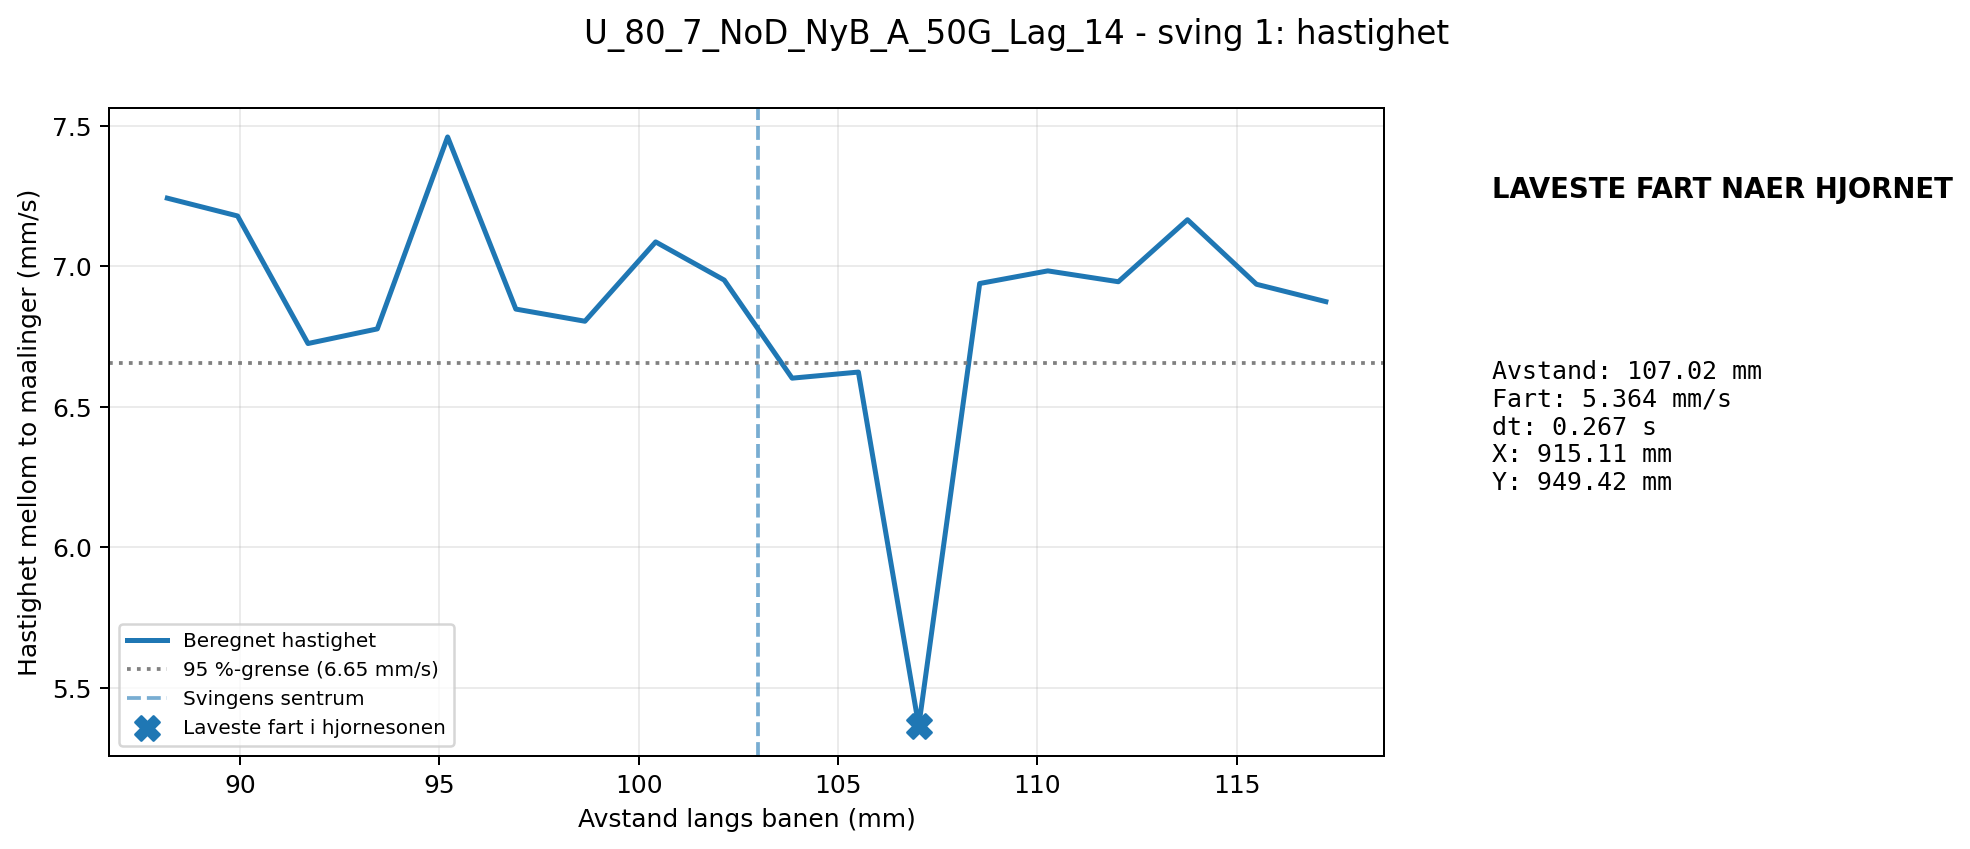 U_80_7_NoD_NyB_A_50G_Lag_14 - sving 1: hastighet
Hastighet mellom to maalinger (mm/s)
7.5
7.0
6.5
6.0
5.5
Beregnet hastighet
95 %-grense (6.65 mm/s)
Svingens sentrum
Laveste fart i hjornesonen
90
95
100
105
110
115
Avstand langs banen (mm)
LAVESTE FART NAER HJORNET
Avstand: 107.02 mm
Fart: 5.364 mm/s
dt: 0.267 s
X: 915.11 mm
Y: 949.42 mm